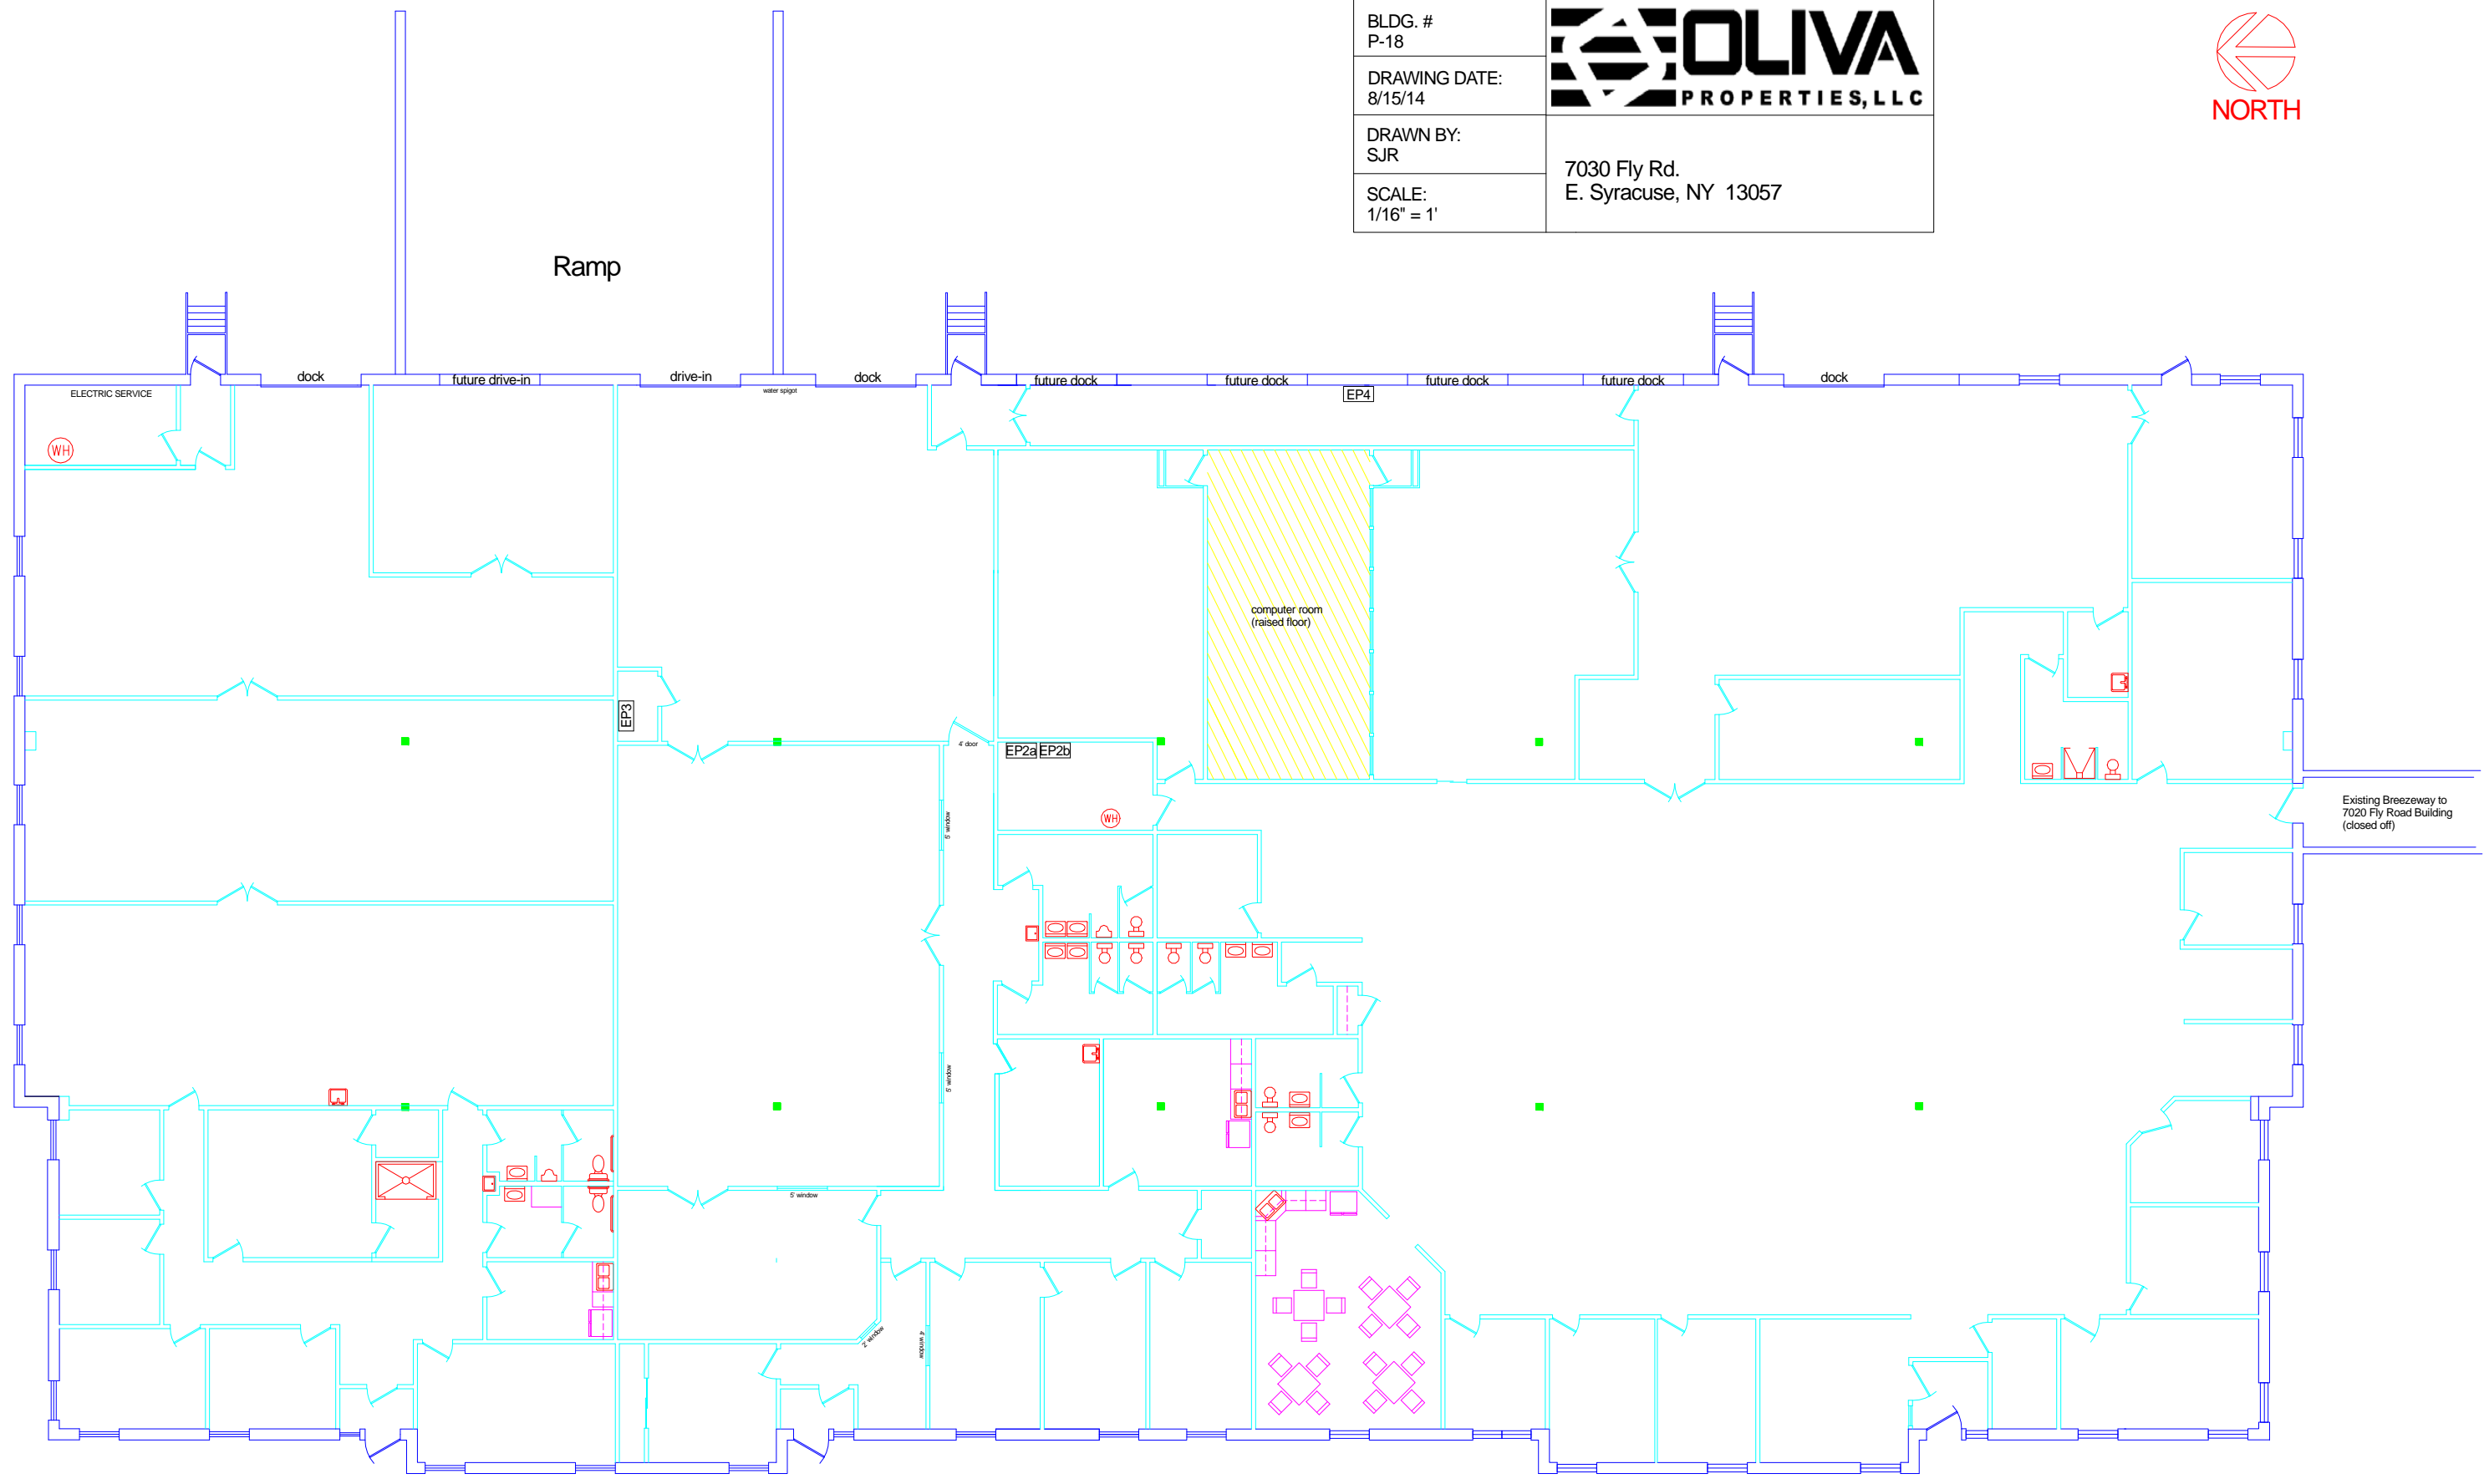 BLDG. #
P-18
DRAWING DATE:
8/15/14
DRAWN BY:
SJR
SCALE:
1/16" = 1'
OLIVA
PROPERTIES, LLC
7030 Fly Rd.
E. Syracuse, NY 13057
NORTH
Ramp
dock
future drive-in
drive-in
dock
future dock
future dock
future dock
future dock
dock
ELECTRIC SERVICE
water spigot
EP4
WH
computer room
(raised floor)
EP3
4' door
EP2a
EP2b
WH
5' window
Existing Breezeway to
7020 Fly Road Building
(closed off)
5' window
5' window
2' window
4' window